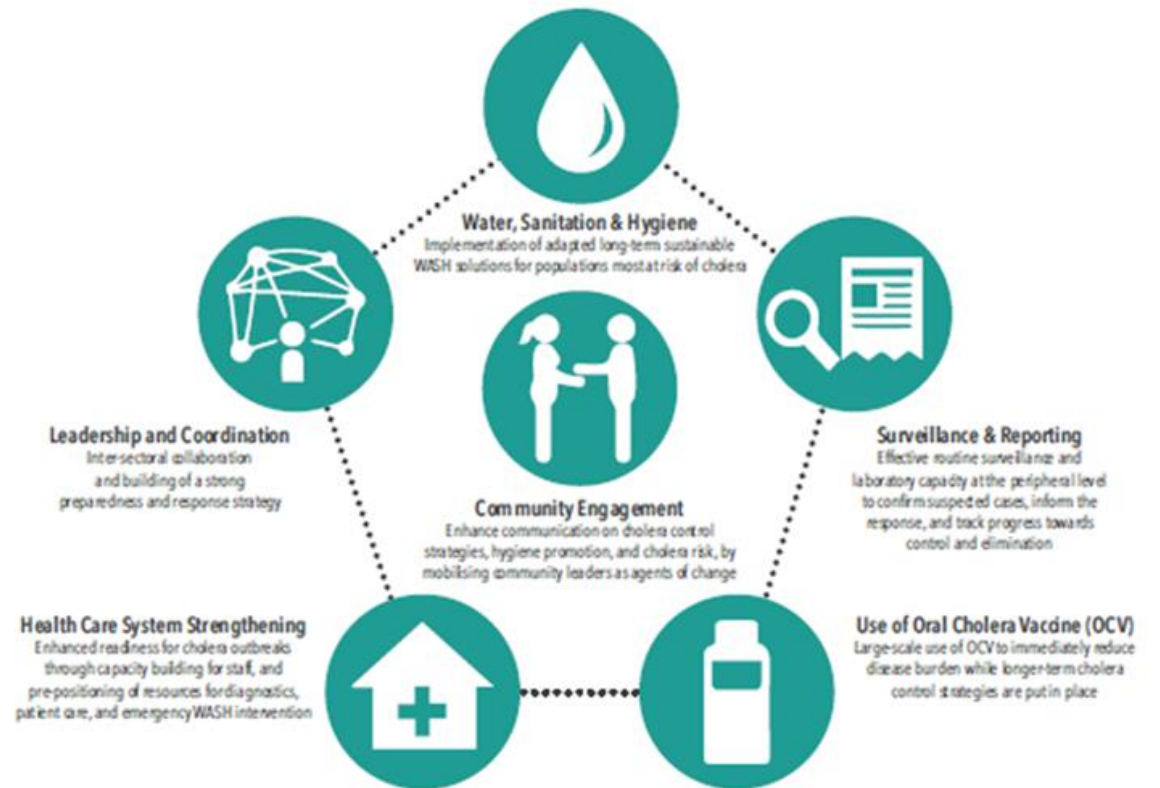 Water, Sanitation & Hygiene
Implementation of adapted long-term sustainable
WASH solutions for populations most at risk of cholera
Leadership and Coordination
Inter-sectoral collaboration
and building of a strong
preparedness and response strategy
Surveillance & Reporting
Effective routine surveillance and
laboratory capacity at the peripheral level
to confirm suspected cases, inform the
response, and track progress towards
control and elimination
Community Engagement
Enhance communication on cholera control
strategies, hygiene promotion, and cholera risk, by
mobilising community leaders as agents of change
Health Care System Strengthening
Enhanced readiness for cholera outbreaks
through capacity building for staff, and
pre-positioning of resources for diagnostics,
patient care, and emergency WASH intervention
Use of Oral Cholera Vaccine (OCV)
Large-scale use of OCV to immediately reduce
disease burden while longer-term cholera
control strategies are put in place